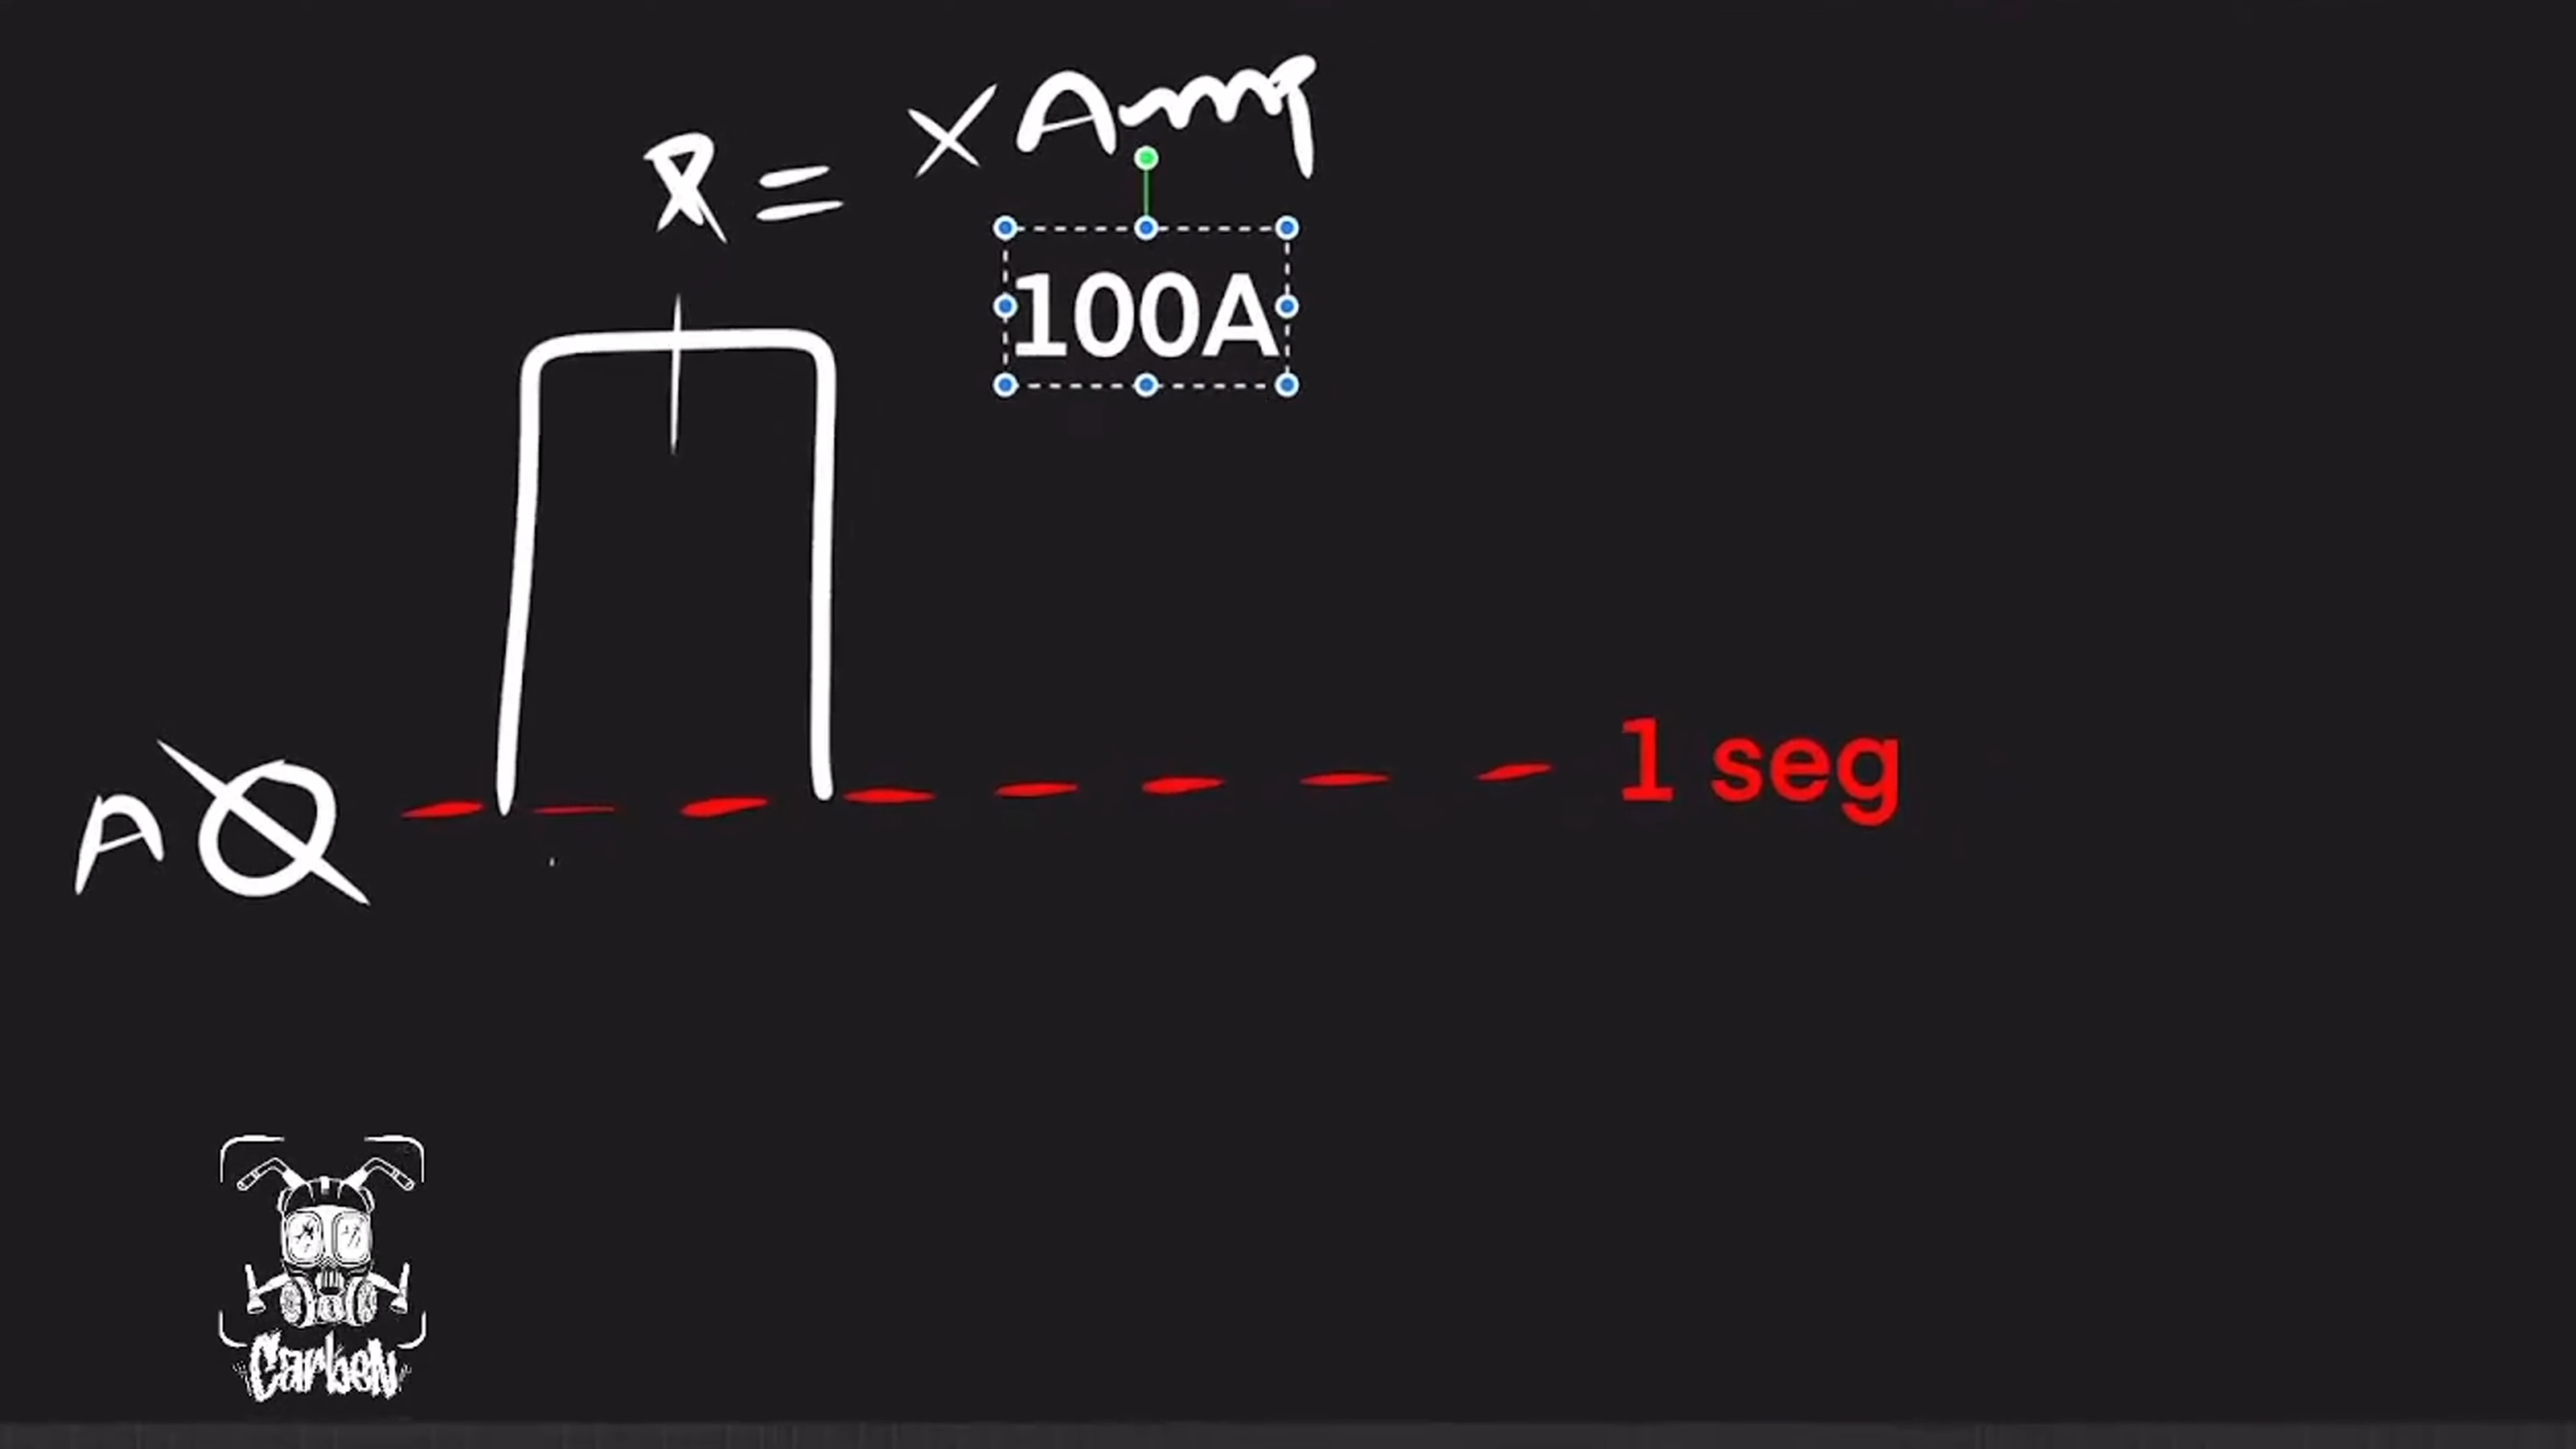 x Amp
x̄ =
100A
1 seg
A Ø
Carben